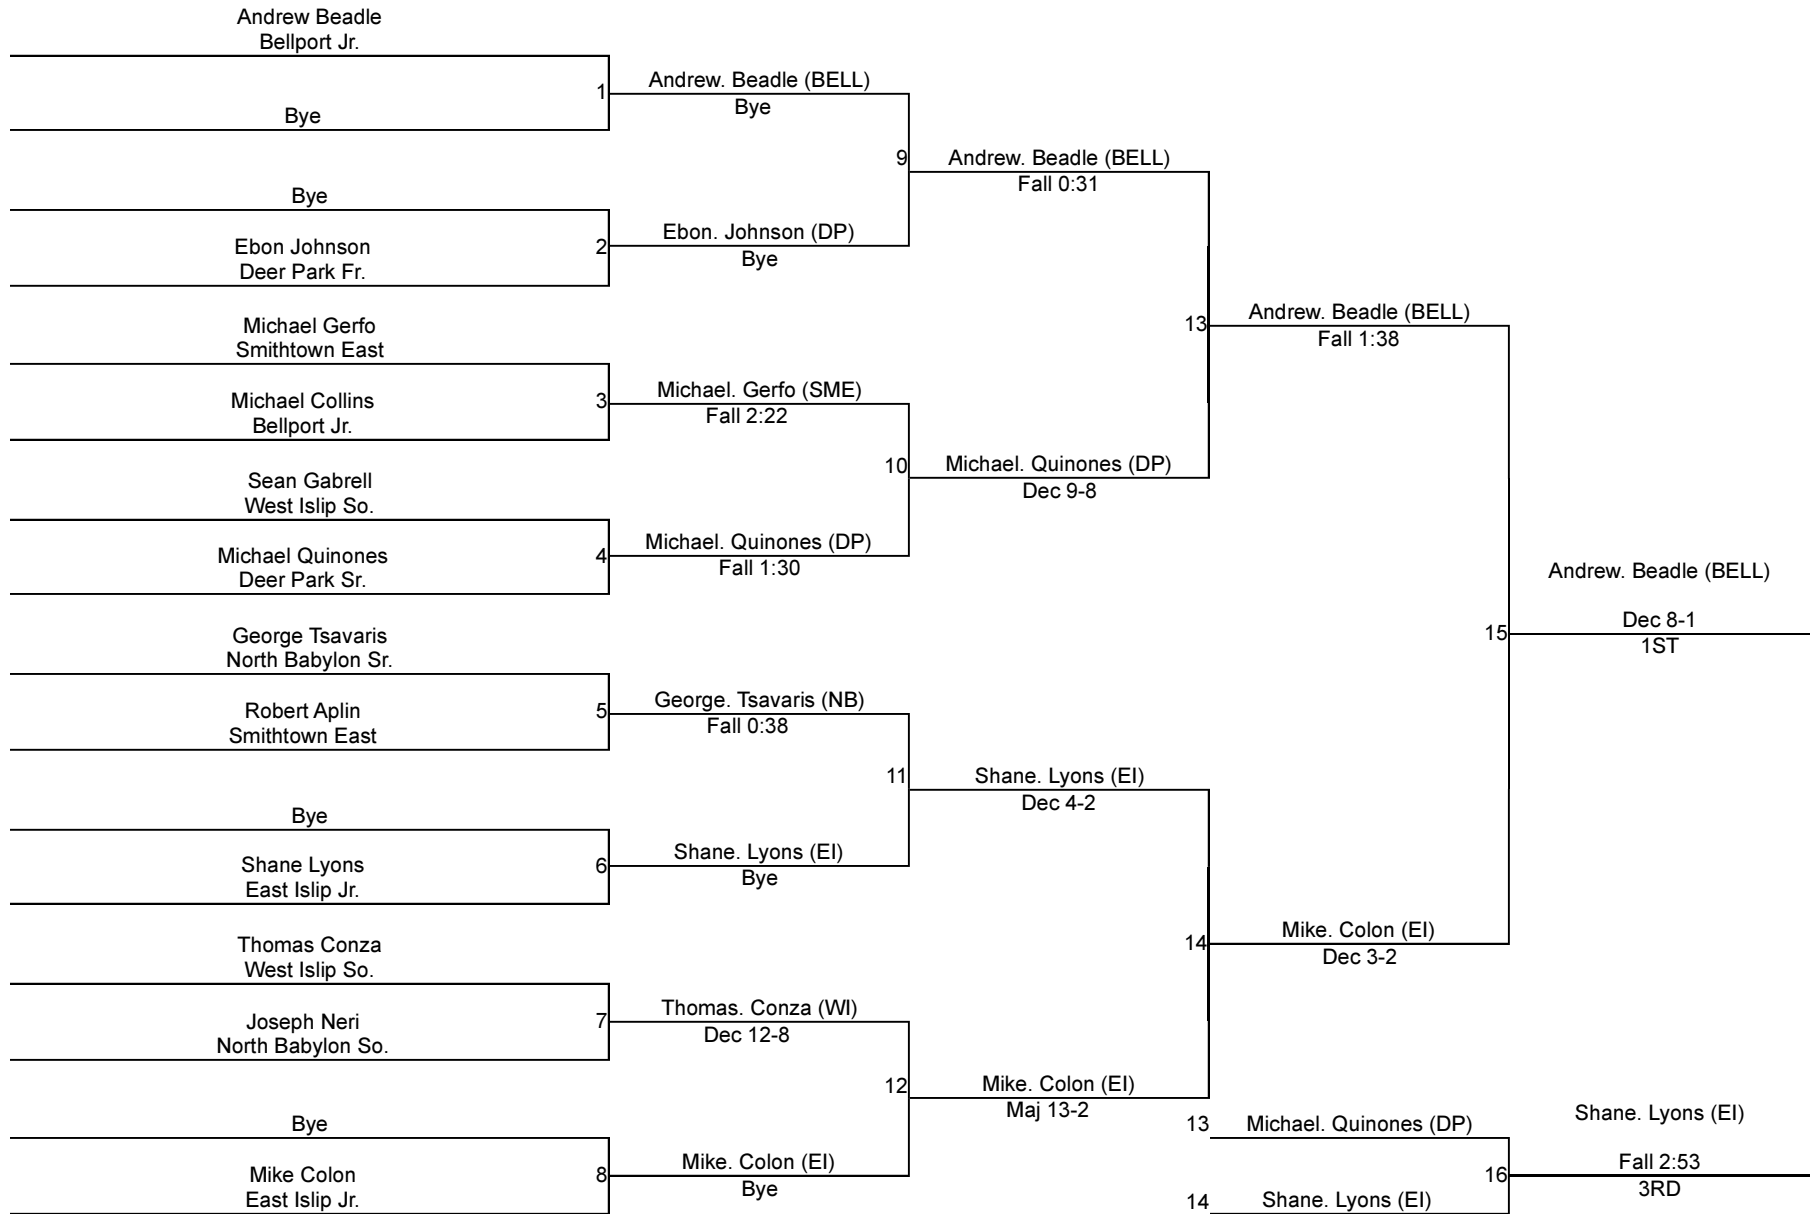 Andrew Beadle
Bellport Jr.
1
Bye
Bye
2
Ebon Johnson
Deer Park Fr.
Michael Gerfo
Smithtown East
3
Michael Collins
Bellport Jr.
Sean Gabrell
West Islip So.
4
Michael Quinones
Deer Park Sr.
George Tsavaris
North Babylon Sr.
5
Robert Aplin
Smithtown East
Bye
6
Shane Lyons
East Islip Jr.
Thomas Conza
West Islip So.
7
Joseph Neri
North Babylon So.
Bye
8
Mike Colon
East Islip Jr.
Andrew. Beadle (BELL)
Bye
9
Ebon. Johnson (DP)
Bye
Michael. Gerfo (SME)
Fall 2:22
10
Michael. Quinones (DP)
Fall 1:30
George. Tsavaris (NB)
Fall 0:38
11
Shane. Lyons (EI)
Bye
Thomas. Conza (WI)
Dec 12-8
12
Mike. Colon (EI)
Bye
Andrew. Beadle (BELL)
Fall 0:31
13
Michael. Quinones (DP)
Dec 9-8
Shane. Lyons (EI)
Dec 4-2
14
Mike. Colon (EI)
Maj 13-2
Andrew. Beadle (BELL)
Fall 1:38
15
Mike. Colon (EI)
Dec 3-2
Andrew. Beadle (BELL)
Dec 8-1
1ST
13 Michael. Quinones (DP)
16
14 Shane. Lyons (EI)
Shane. Lyons (EI)
Fall 2:53
3RD